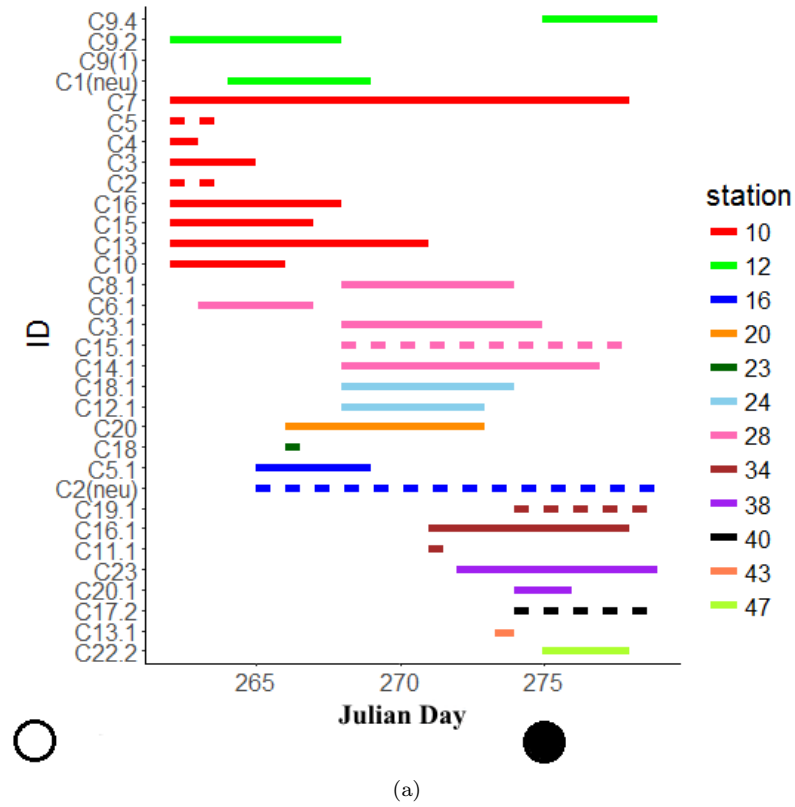 C9.4
C9.2
C9(1)
C1(neu)
C7
C5
C4
C3
C2
C16
C15
C13
C10
C8.1
C6.1
C3.1
C15.1
C14.1
C18.1
C12.1
C20
C18
C5.1
C2(neu)
C19.1
C16.1
C11.1
C23
C20.1
C17.2
C13.1
C22.2
ID
265 270 275
Julian Day
station
10
12
16
20
23
24
28
34
38
40
43
47
(a)